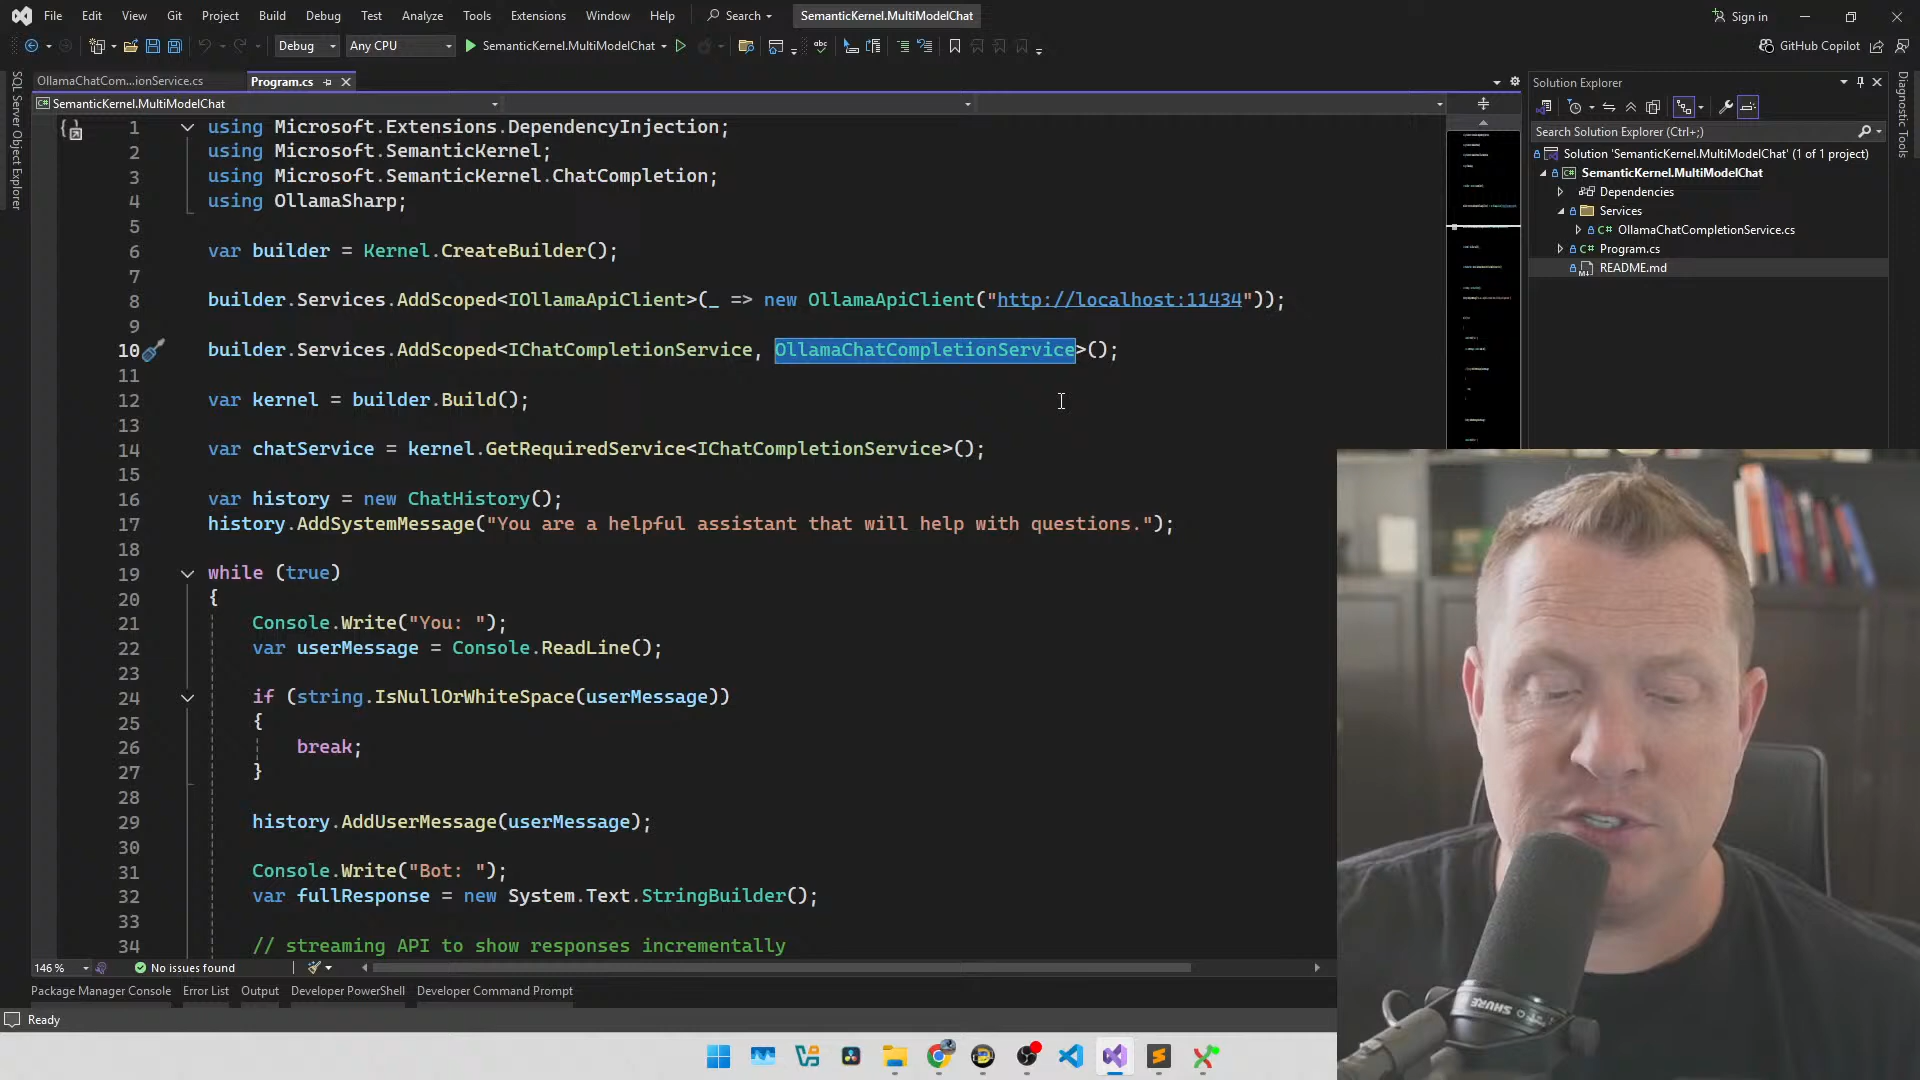 File Edit View Git Project Build Debug Test Analyze Tools Extensions Window Help Search SemanticKernel.MultiModelChat Sign in
Debug Any CPU SemanticKernel.MultiModelChat GitHub Copilot
OllamaChatCom...ionService.cs Program.cs
SemanticKernel.MultiModelChat
SQL Server Object Explorer
1 using Microsoft.Extensions.DependencyInjection;
2 using Microsoft.SemanticKernel;
3 using Microsoft.SemanticKernel.ChatCompletion;
4 using OllamaSharp;
5
6 var builder = Kernel.CreateBuilder();
7
8 builder.Services.AddScoped<IOllamaApiClient>(_ => new OllamaApiClient("http://localhost:11434"));
9
10 builder.Services.AddScoped<IChatCompletionService, OllamaChatCompletionService>();
11
12 var kernel = builder.Build();
13
14 var chatService = kernel.GetRequiredService<IChatCompletionService>();
15
16 var history = new ChatHistory();
17 history.AddSystemMessage("You are a helpful assistant that will help with questions.");
18
19 while (true)
20 {
21 Console.Write("You: ");
22 var userMessage = Console.ReadLine();
23
24 if (string.IsNullOrWhiteSpace(userMessage))
25 {
26 break;
27 }
28
29 history.AddUserMessage(userMessage);
30
31 Console.Write("Bot: ");
32 var fullResponse = new System.Text.StringBuilder();
33
34 // streaming API to show responses incrementally
146 % No issues found
Package Manager Console Error List Output Developer PowerShell Developer Command Prompt
Ready
Solution Explorer
Search Solution Explorer (Ctrl+;)
Solution 'SemanticKernel.MultiModelChat' (1 of 1 project)
SemanticKernel.MultiModelChat
Dependencies
Services
OllamaChatCompletionService.cs
Program.cs
README.md
Diagnostic Tools
SHURE